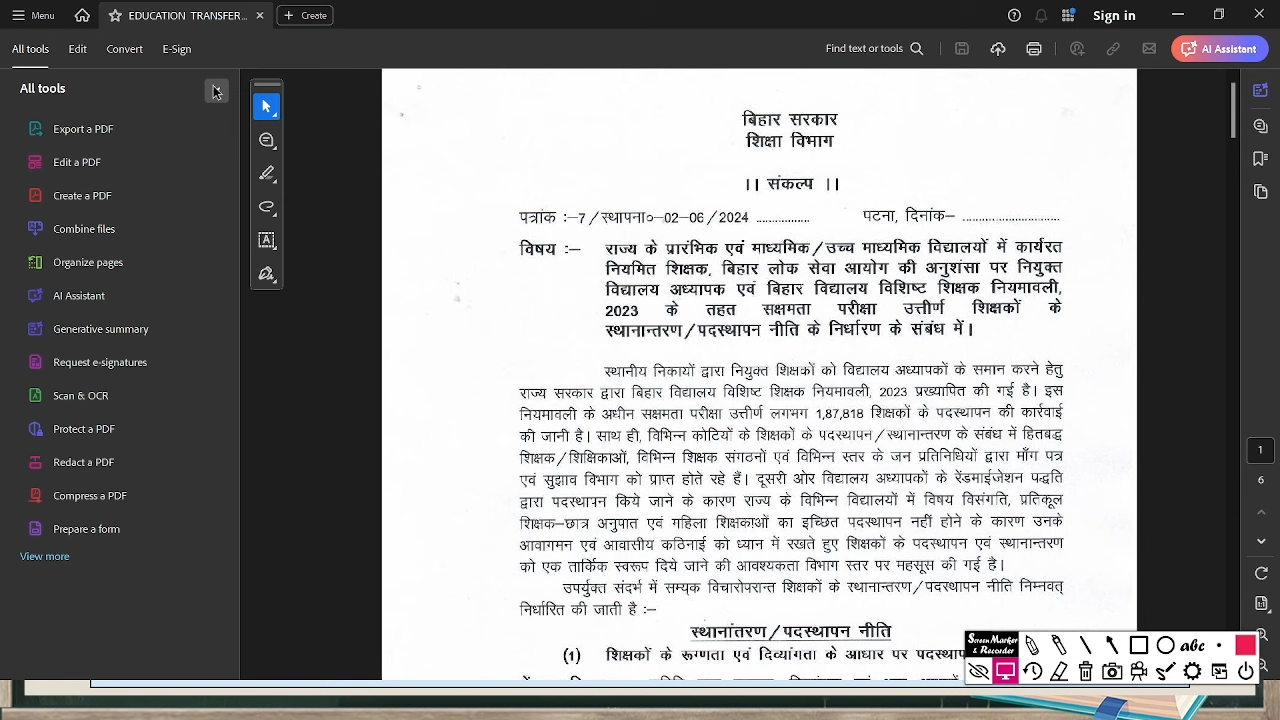 Menu
EDUCATION TRANSFER...
Create
Sign in
All tools
Edit
Convert
E-Sign
Find text or tools
AI Assistant
All tools
Export a PDF
Edit a PDF
Create a PDF
Combine files
Organize pages
AI Assistant
Generative summary
Request e-signatures
Scan & OCR
Protect a PDF
Redact a PDF
Compress a PDF
Prepare a form
View more
बिहार सरकार
शिक्षा विभाग
।। संकल्प ।।
पत्रांक :–7/स्थापना०–02–06/2024 ................. पटना, दिनांक– .............................
विषय :– राज्य के प्रारंभिक एवं माध्यमिक/उच्च माध्यमिक विद्यालयों में कार्यरत
नियमित शिक्षक, बिहार लोक सेवा आयोग की अनुशंसा पर नियुक्त
विद्यालय अध्यापक एवं बिहार विद्यालय विशिष्ट शिक्षक नियमावली,
2023 के तहत सक्षमता परीक्षा उत्तीर्ण शिक्षकों के
स्थानान्तरण/पदस्थापन नीति के निर्धारण के संबंध में।
स्थानीय निकायों द्वारा नियुक्त शिक्षकों को विद्यालय अध्यापकों के समान करने हेतु
राज्य सरकार द्वारा बिहार विद्यालय विशिष्ट शिक्षक नियमावली, 2023 प्रख्यापित की गई है। इस
नियमावली के अधीन सक्षमता परीक्षा उत्तीर्ण लगभग 1,87,818 शिक्षकों के पदस्थापन की कार्रवाई
की जानी है। साथ ही, विभिन्न कोटियों के शिक्षकों के पदस्थापन/स्थानान्तरण के संबंध में हितबद्ध
शिक्षक/शिक्षिकाओं, विभिन्न शिक्षक संगठनो एवं विभिन्न स्तर के जन प्रतिनिधियों द्वारा माँग पत्र
एवं सुझाव विभाग को प्राप्त होते रहे हैं। दूसरी ओर विद्यालय अध्यापकों के रेंडमाईजेशन पद्धति
द्वारा पदस्थापन किये जाने के कारण राज्य के विभिन्न विद्यालयों में विषय विसंगति, प्रतिकूल
शिक्षक–छात्र अनुपात एवं महिला शिक्षकाओं का इच्छित पदस्थापन नहीं होने के कारण उनके
आवागमन एवं आवासीय कठिनाई को ध्यान में रखते हुए शिक्षकों के पदस्थापन एवं स्थानान्तरण
को एक तार्किक स्वरूप दिये जाने की आवश्यकता विभाग स्तर पर महसूस की गई है।
उपर्युक्त संदर्भ में सम्यक विचारोपरान्त शिक्षकों के स्थानान्तरण/पदस्थापन नीति निम्नवत्
निर्धारित की जाती है :–
स्थानांतरण/पदस्थापन नीति
(1) शिक्षकों के रूग्णता एवं दिव्यांगता के आधार पर पदस्थाप
1
6
Screen Marker
& Recorder
abc